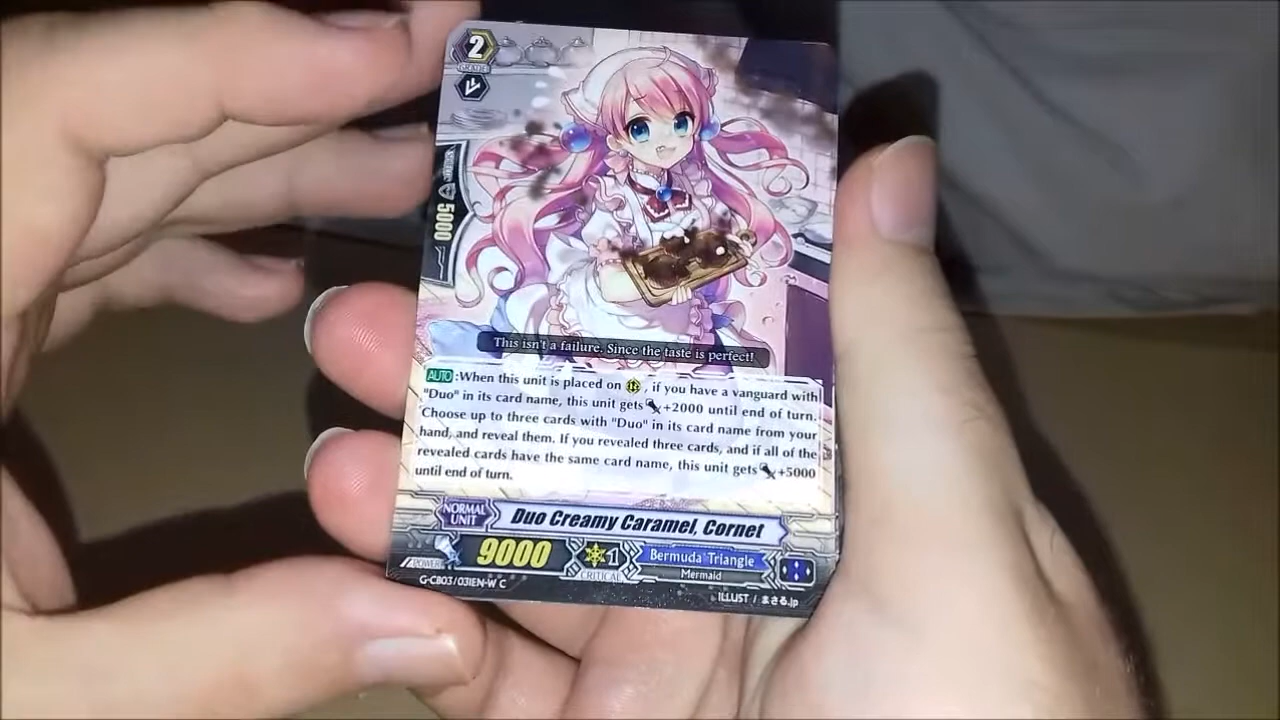 2
GRADE
5000
This isn't a failure. Since the taste is perfect!
AUTO:When this unit is placed on , if you have a vanguard with
"Duo" in its card name, this unit gets +2000 until end of turn.
Choose up to three cards with "Duo" in its card name from your
hand, and reveal them. If you revealed three cards, and if all of the
revealed cards have the same card name, this unit gets +5000
until end of turn.
NORMAL
UNIT
Duo Creamy Caramel, Cornet
POWER
9000
1
CRITICAL
Bermuda Triangle
Mermaid
G-CB03/031EN-W C
ILLUST / まさる.jp